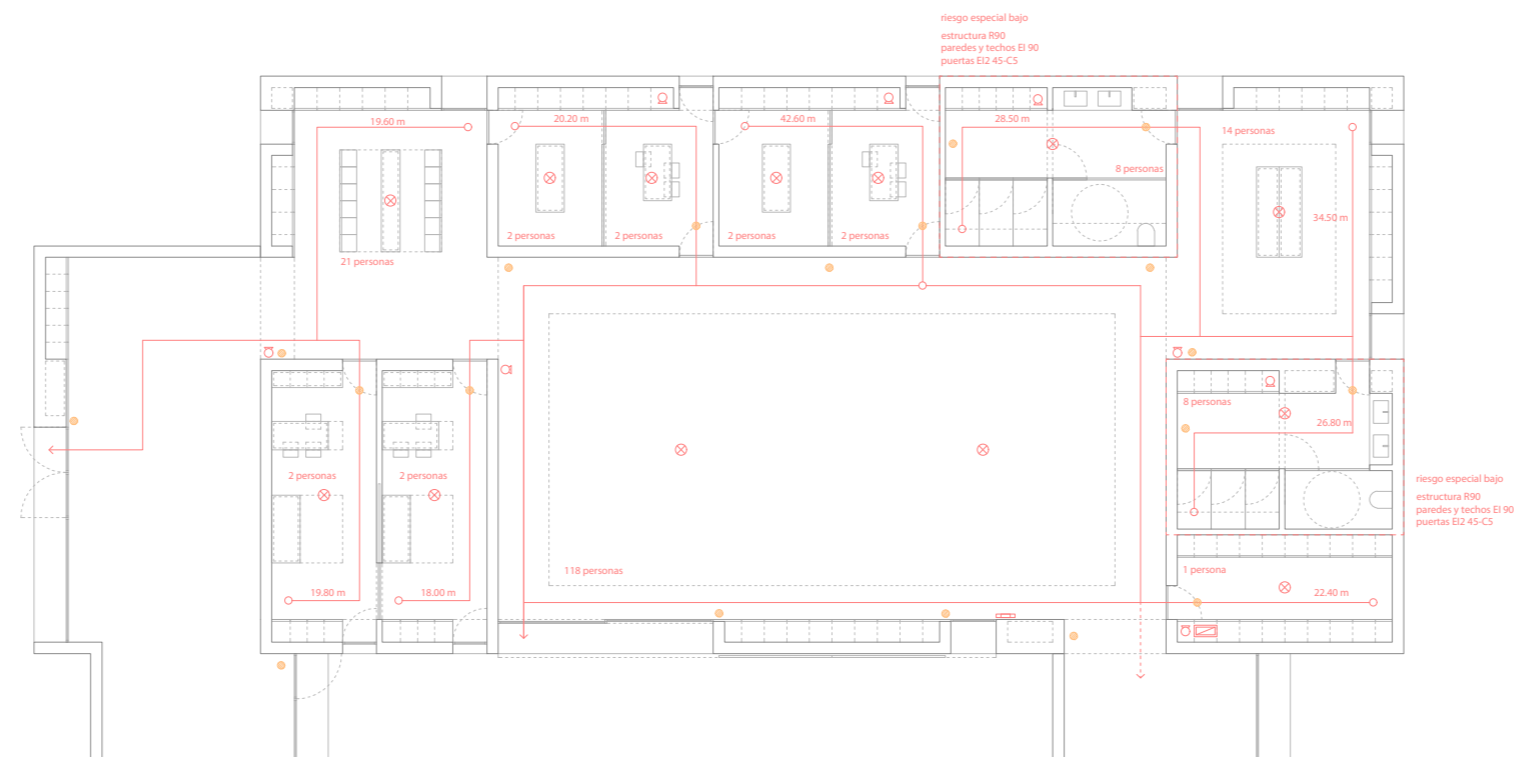 riesgo especial bajo
estructura R90
paredes y techos EI 90
puertas EI2 45-C5
19.60 m
20.20 m
42.60 m
28.50 m
14 personas
8 personas
34.50 m
2 personas
2 personas
2 personas
2 personas
21 personas
8 personas
26.80 m
2 personas
2 personas
riesgo especial bajo
estructura R90
paredes y techos EI 90
puertas EI2 45-C5
118 personas
1 persona
19.80 m
18.00 m
22.40 m